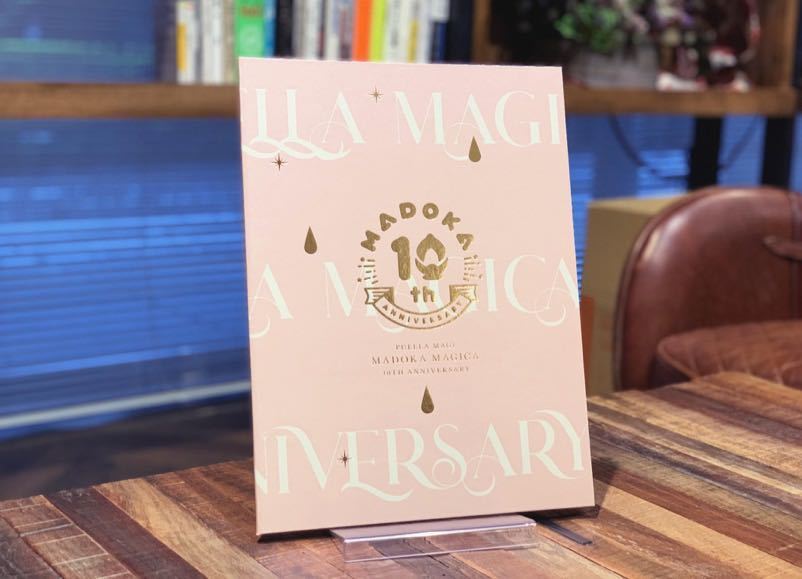 ELLA MAGI
MADOKA
10
th
ANNIVERSARY
A MAGICA
PUELLA MAGI
MADOKA MAGICA
10TH ANNIVERSARY
NIVERSARY